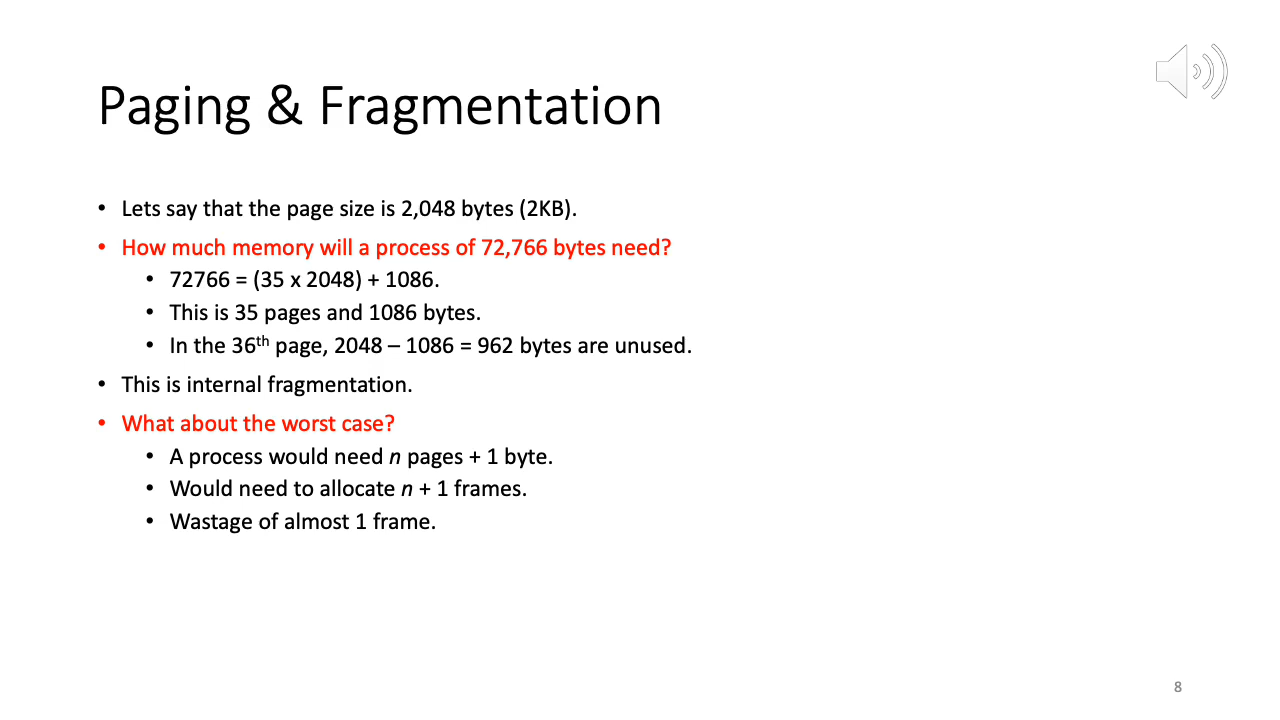 Paging & Fragmentation
• Lets say that the page size is 2,048 bytes (2KB).
• How much memory will a process of 72,766 bytes need?
• 72766 = (35 x 2048) + 1086.
• This is 35 pages and 1086 bytes.
• In the 36th page, 2048 – 1086 = 962 bytes are unused.
• This is internal fragmentation.
• What about the worst case?
• A process would need n pages + 1 byte.
• Would need to allocate n + 1 frames.
• Wastage of almost 1 frame.
8